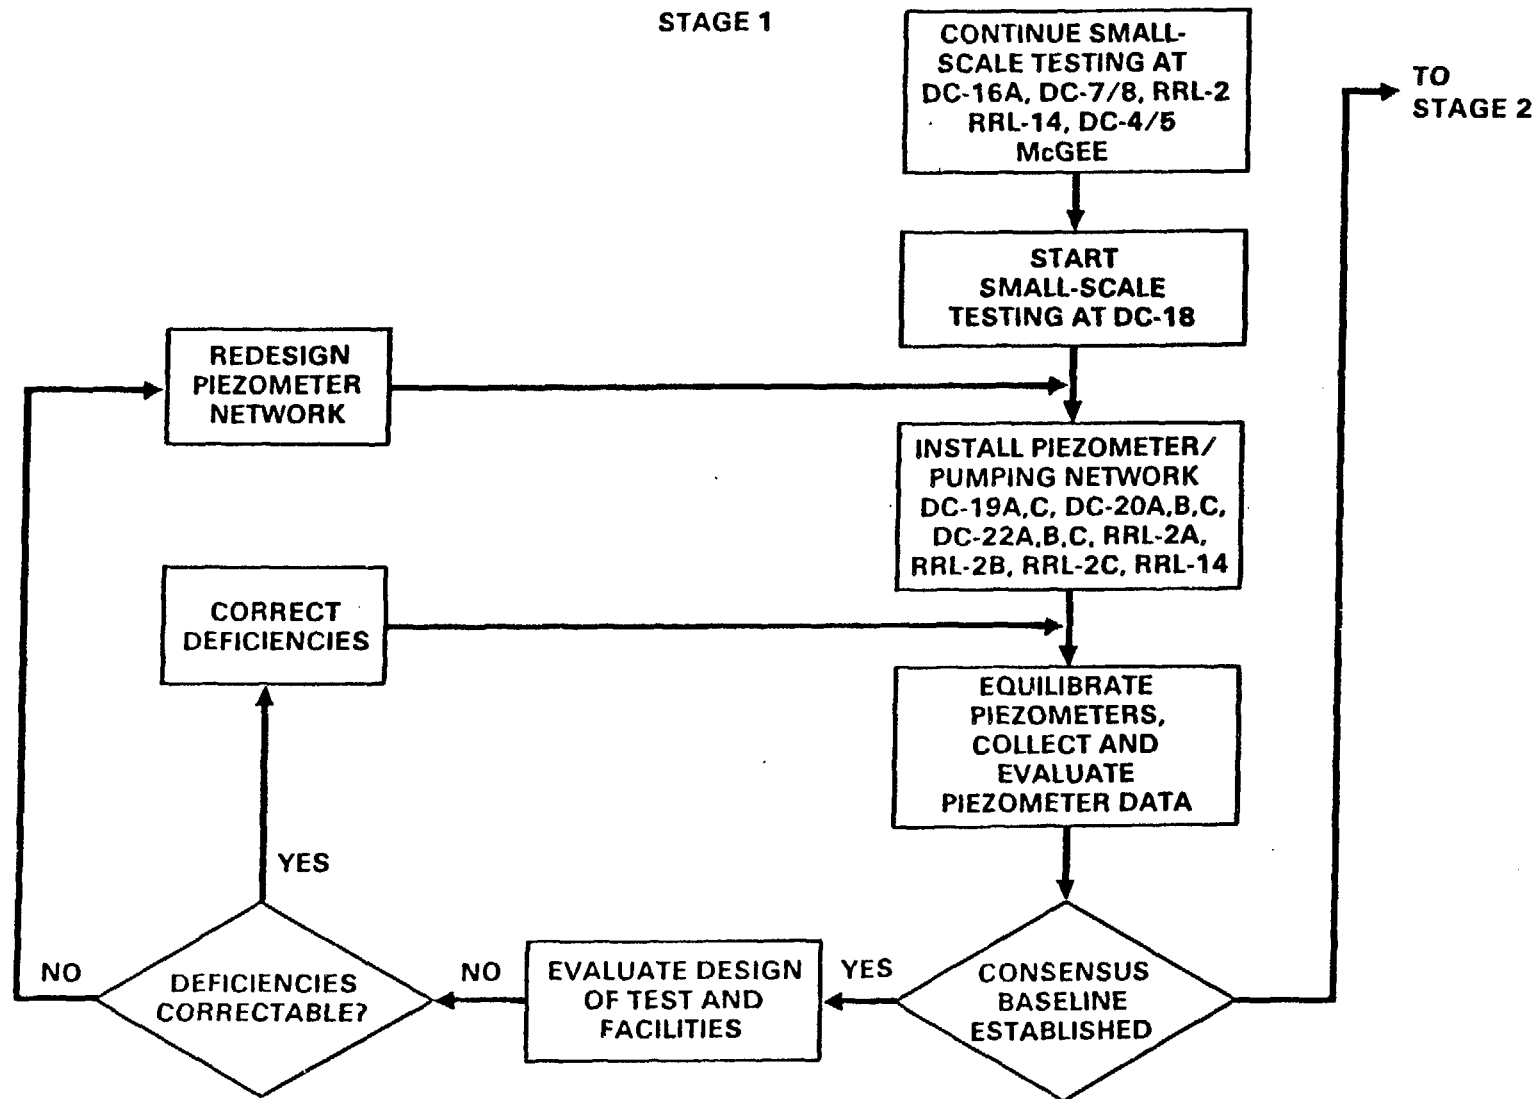 STAGE 1
CONTINUE SMALL-
SCALE TESTING AT
DC-16A, DC-7/8, RRL-2
RRL-14, DC-4/5
McGEE
TO
STAGE 2
START
SMALL-SCALE
TESTING AT DC-18
REDESIGN
PIEZOMETER
NETWORK
INSTALL PIEZOMETER/
PUMPING NETWORK
DC-19A,C, DC-20A,B,C,
DC-22A,B,C, RRL-2A,
RRL-2B, RRL-2C, RRL-14
CORRECT
DEFICIENCIES
EQUILIBRATE
PIEZOMETERS,
COLLECT AND
EVALUATE
PIEZOMETER DATA
YES
NO
DEFICIENCIES
CORRECTABLE?
NO
EVALUATE DESIGN
OF TEST AND
FACILITIES
YES
CONSENSUS
BASELINE
ESTABLISHED